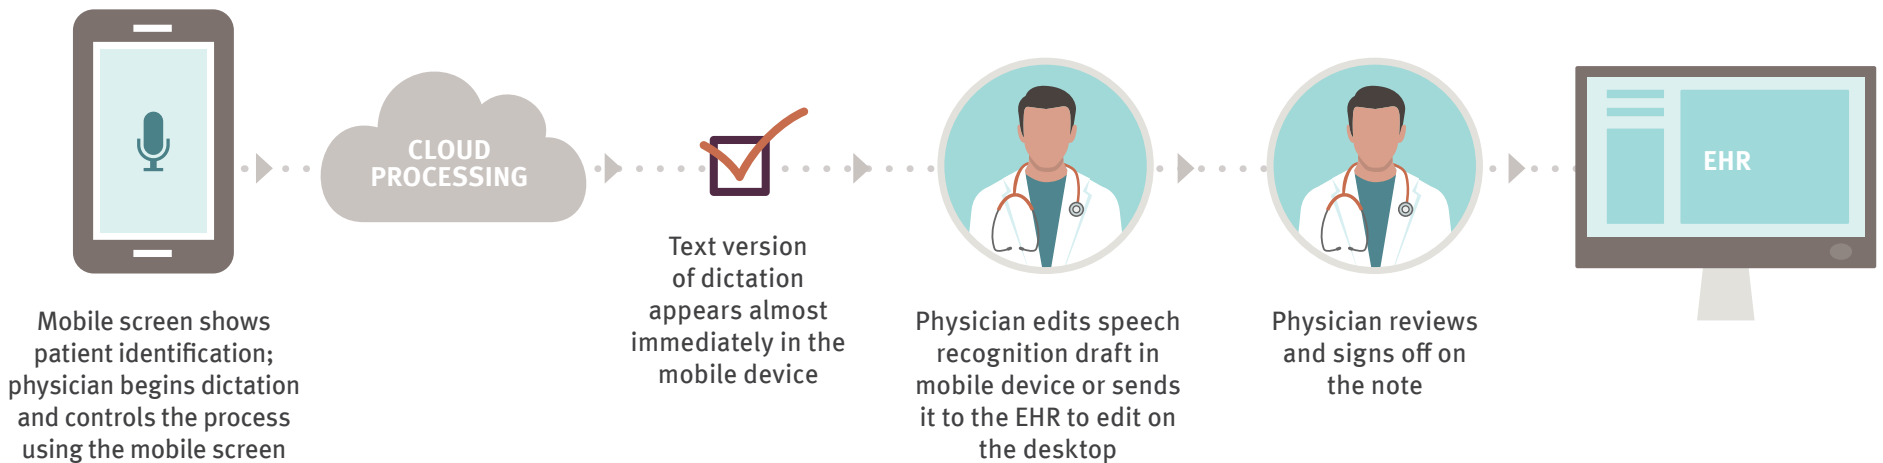 Mobile screen shows
patient identification;
physician begins dictation
and controls the process
using the mobile screen
CLOUD
PROCESSING
Text version
of dictation
appears almost
immediately in the
mobile device
Physician edits speech
recognition draft in
mobile device or sends
it to the EHR to edit on
the desktop
Physician reviews
and signs off on
the note
EHR